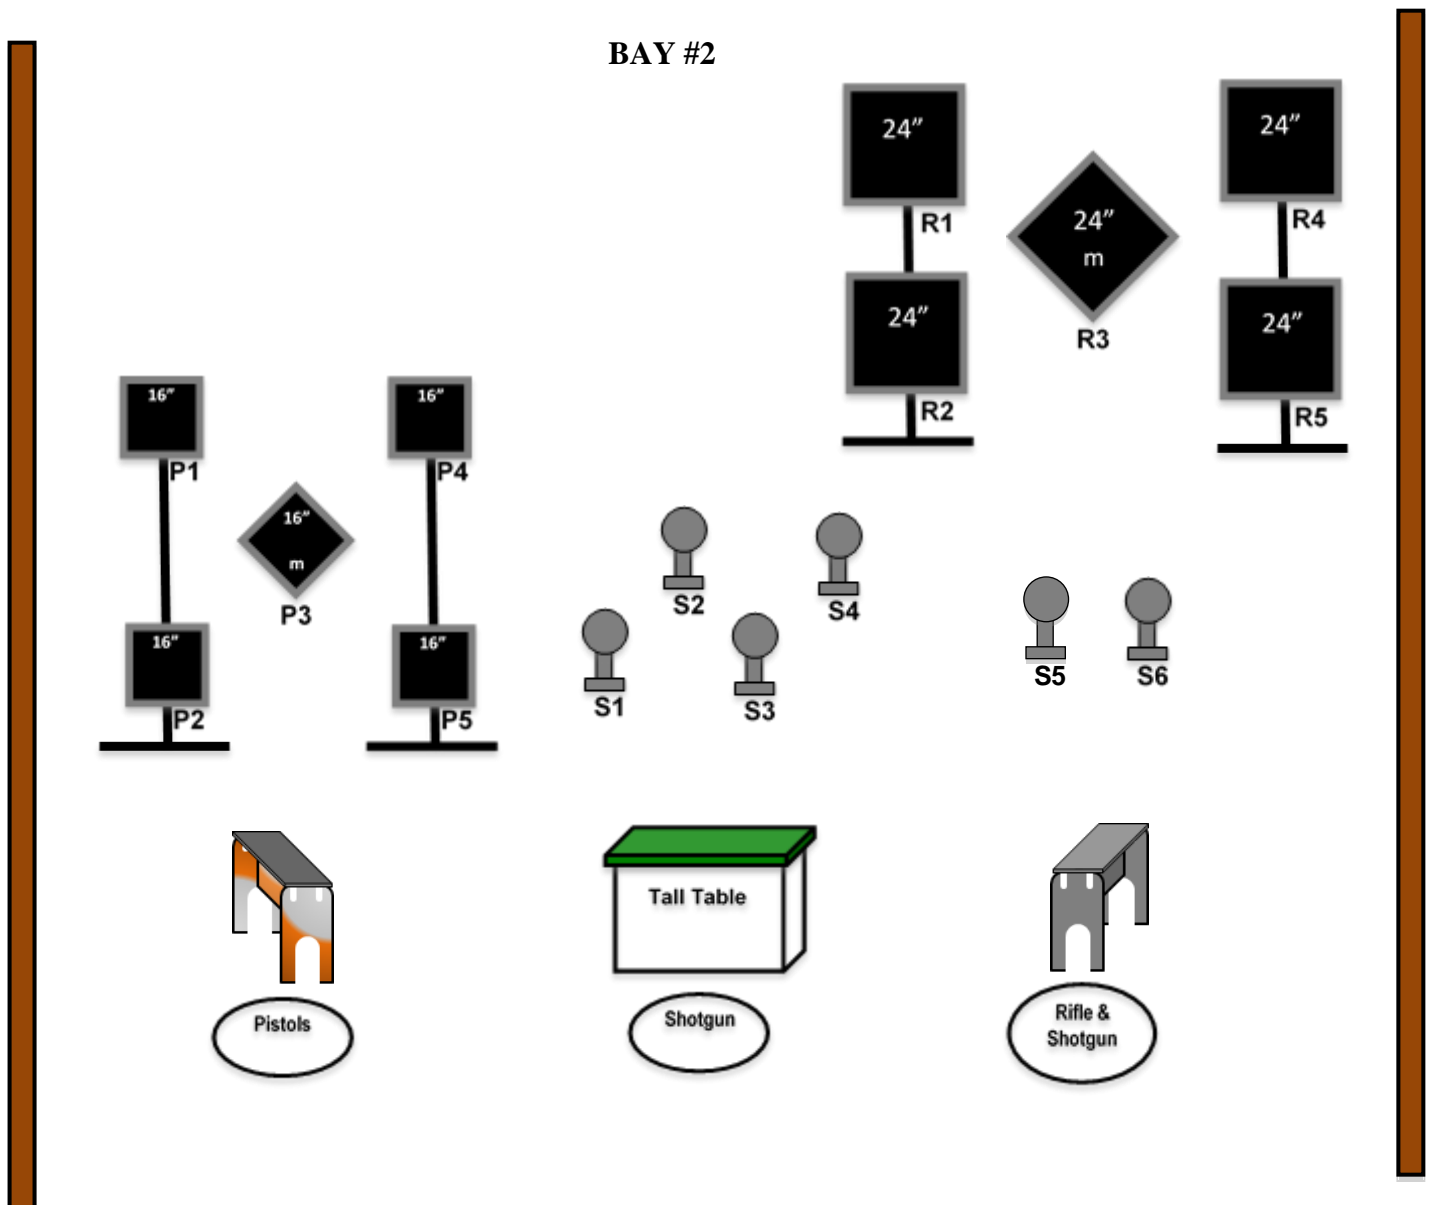 BAY #2
24”
R1
24”
R2
24”
m
R3
24”
R4
24”
R5
16”
P1
16”
P2
16”
m
P3
16”
P4
16”
P5
S1
S2
S3
S4
S5
S6
Tall Table
Pistols
Shotgun
Rifle &
Shotgun